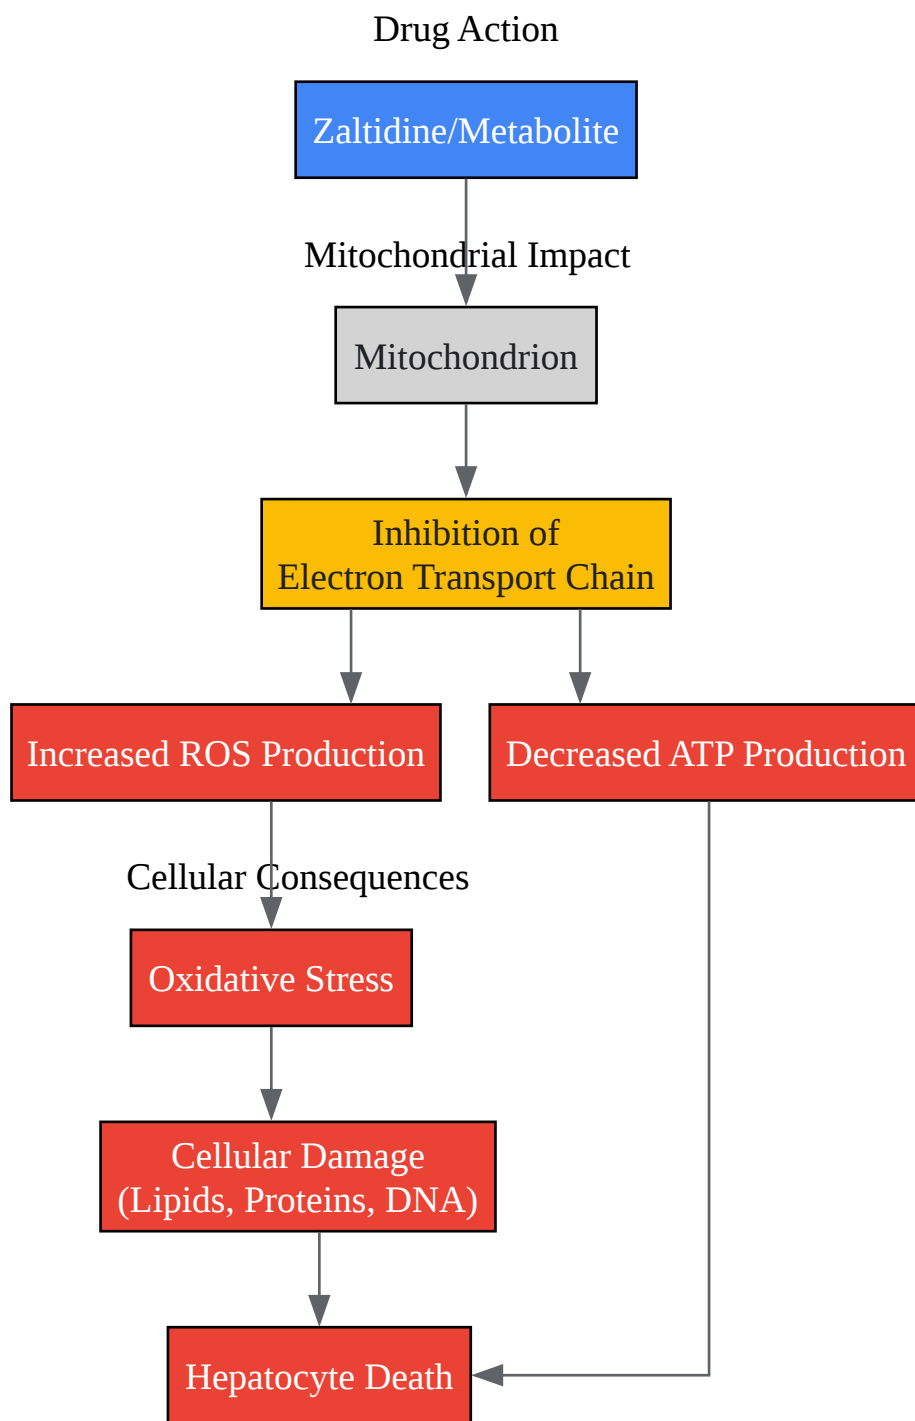 Drug Action
Zaltidine/Metabolite
Mitochondrial Impact
Mitochondrion
Inhibition of
Electron Transport Chain
Increased ROS Production
Decreased ATP Production
Cellular Consequences
Oxidative Stress
Cellular Damage
(Lipids, Proteins, DNA)
Hepatocyte Death